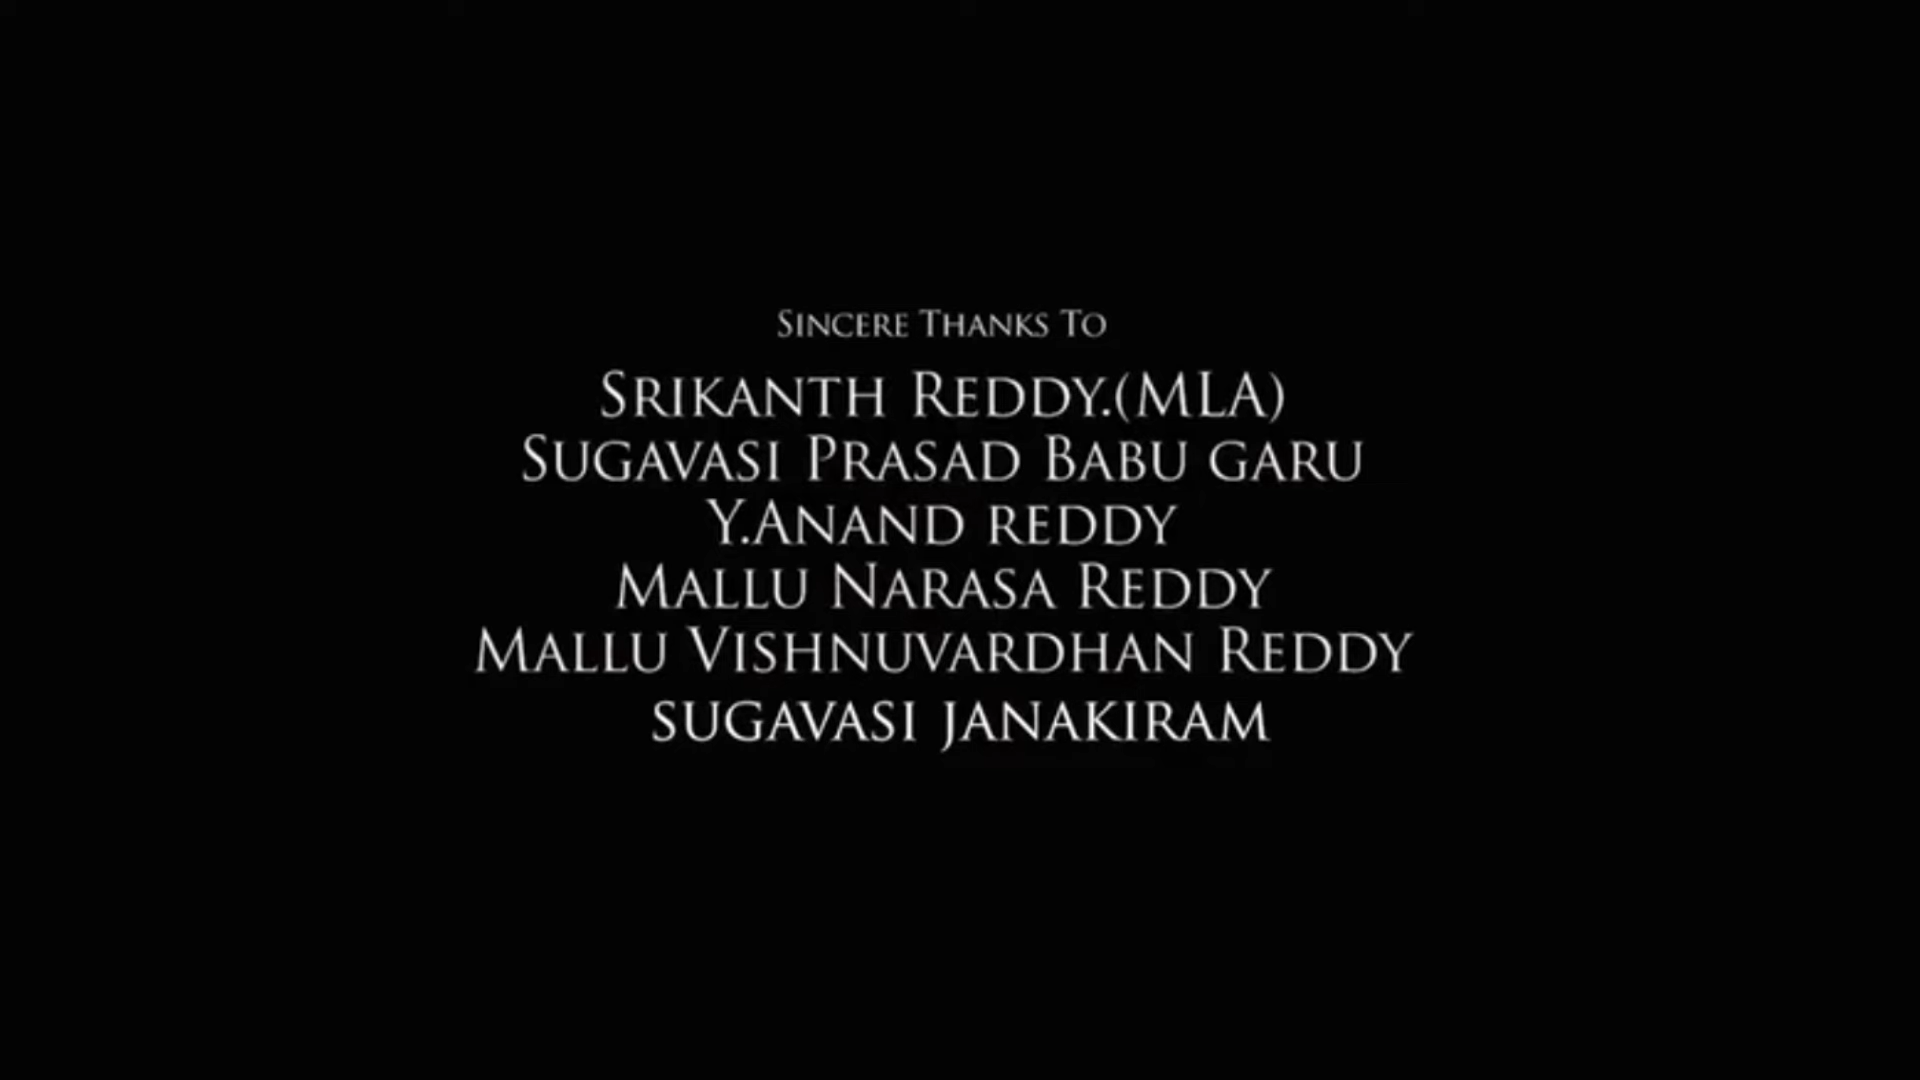 Sincere Thanks To
Srikanth Reddy.(MLA)
Sugavasi Prasad Babu garu
Y.Anand reddy
Mallu Narasa Reddy
Mallu Vishnuvardhan Reddy
sugavasi janakiram